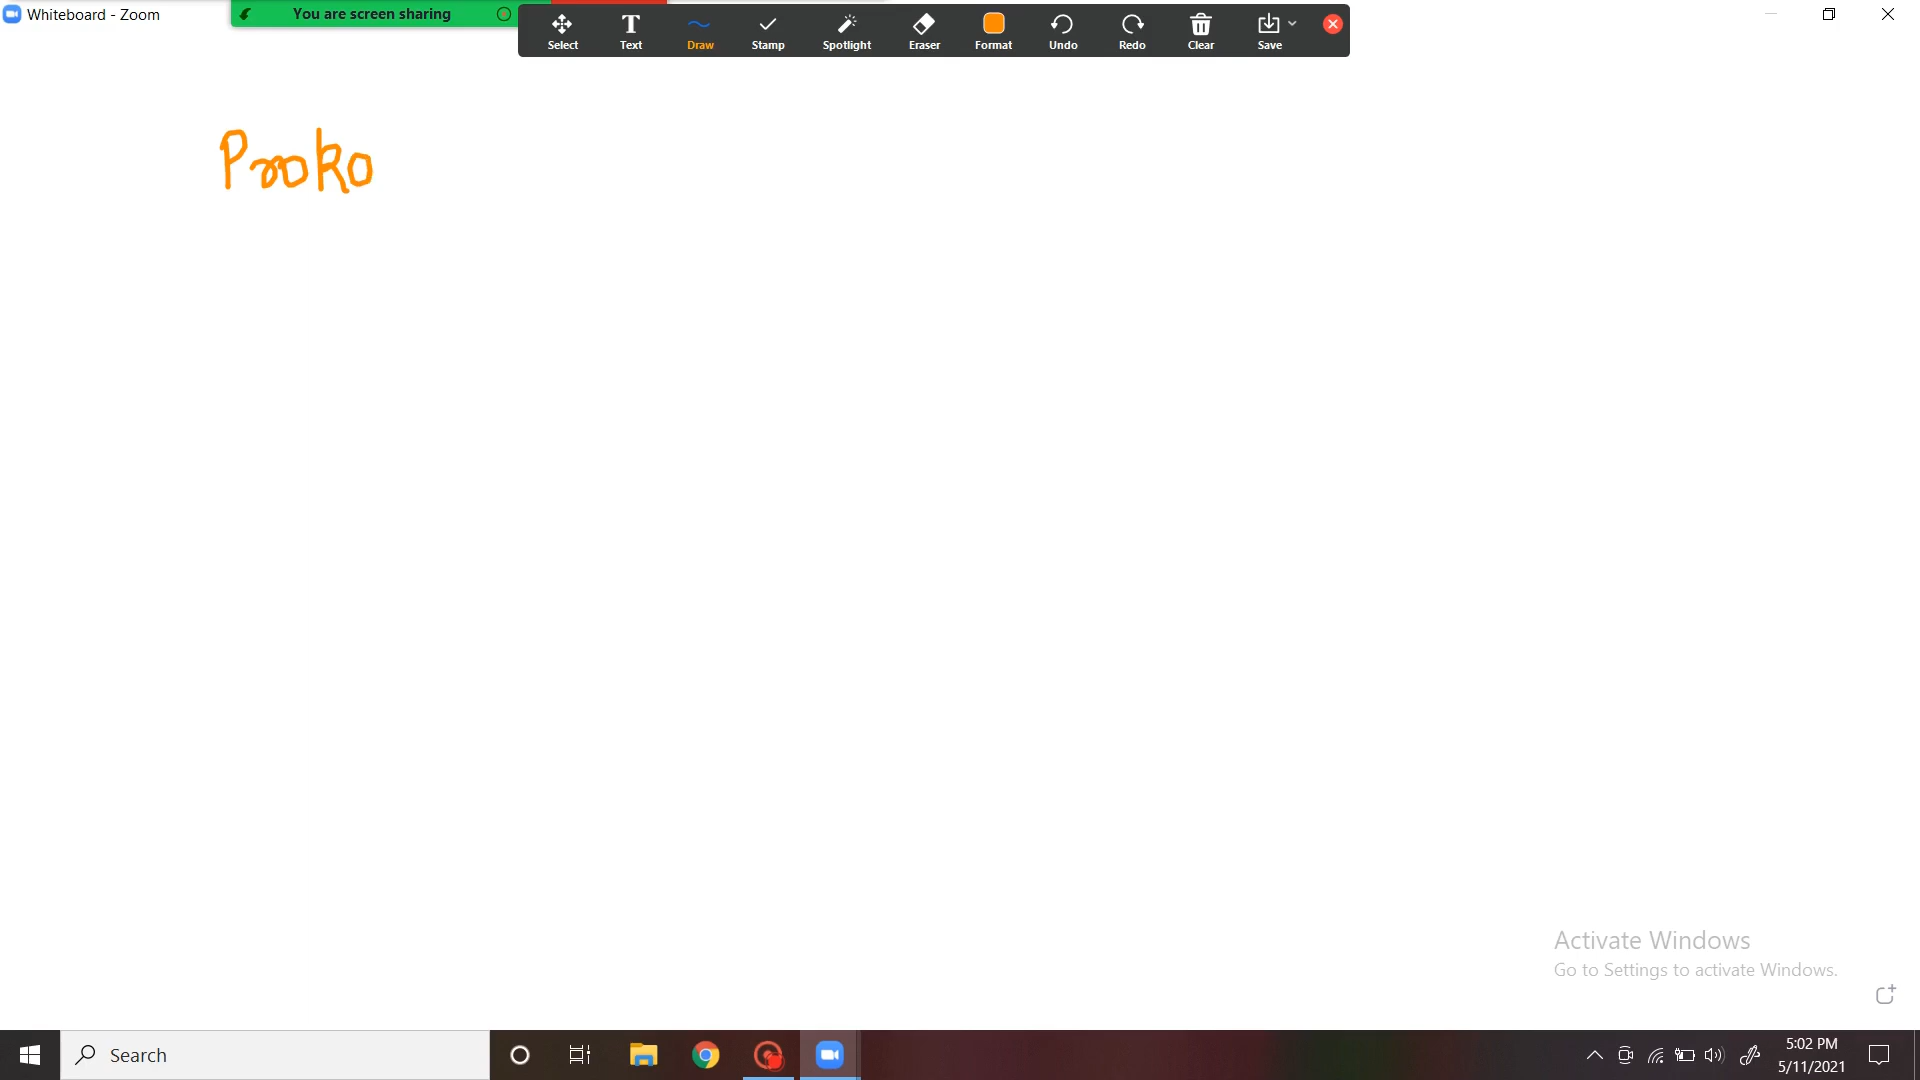 Whiteboard - Zoom
You are screen sharing
Select Text Draw Stamp Spotlight Eraser Format Undo Redo Clear Save
Proko
Activate Windows
Go to Settings to activate Windows.
Search
5:02 PM
5/11/2021